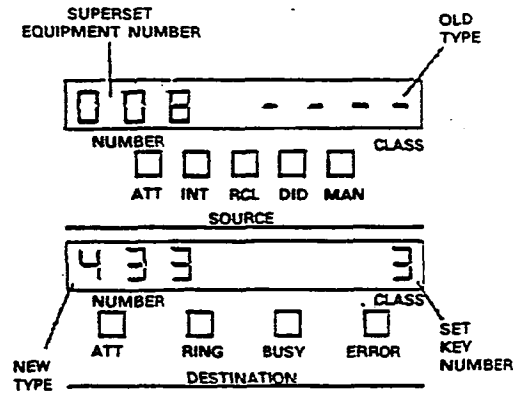 SUPERSET
EQUIPMENT NUMBER
OLD
TYPE
008 - - - -
NUMBER CLASS
ATT INT RCL DID MAN
SOURCE
433 3
NUMBER CLASS
ATT RING BUSY ERROR
NEW
TYPE
SET
KEY
NUMBER
DESTINATION